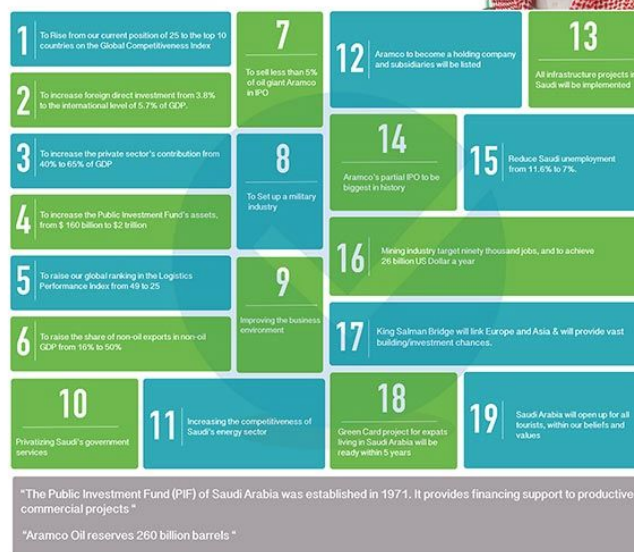 1
To Rise from our current position of 25 to the top 10
countries on the Global Competitiveness Index
2
To increase foreign direct investment from 3.8%
to the international level of 5.7% of GDP.
3
To increase the private sector's contribution from
40% to 65% of GDP
4
To increase the Public Investment Fund's assets,
from $ 160 billion to $2 trillion
5
To raise our global ranking in the Logistics
Performance Index from 49 to 25
6
To raise the share of non-oil exports in non-oil
GDP from 16% to 50%
7
To sell less than 5%
of oil giant Aramco
in IPO
8
To Set up a military
industry
9
Improving the business
environment
10
Privatizing Saudi's government
services
11
Increasing the competitiveness of
Saudi's energy sector
12
Aramco to become a holding company
and subsidiaries will be listed
13
All infrastructure projects in
Saudi will be implemented
14
Aramco's partial IPO to be
biggest in history
15
Reduce Saudi unemployment
from 11.6% to 7%.
16
Mining industry target ninety thousand jobs, and to achieve
26 billion US Dollar a year
17
King Salman Bridge will link Europe and Asia & will provide vast
building/investment chances.
18
Green Card project for expats
living in Saudi Arabia will be
ready within 5 years
19
Saudi Arabia will open up for all
tourists, within our beliefs and
values
"The Public Investment Fund (PIF) of Saudi Arabia was established in 1971. It provides financing support to productive
commercial projects "
"Aramco Oil reserves 260 billion barrels "